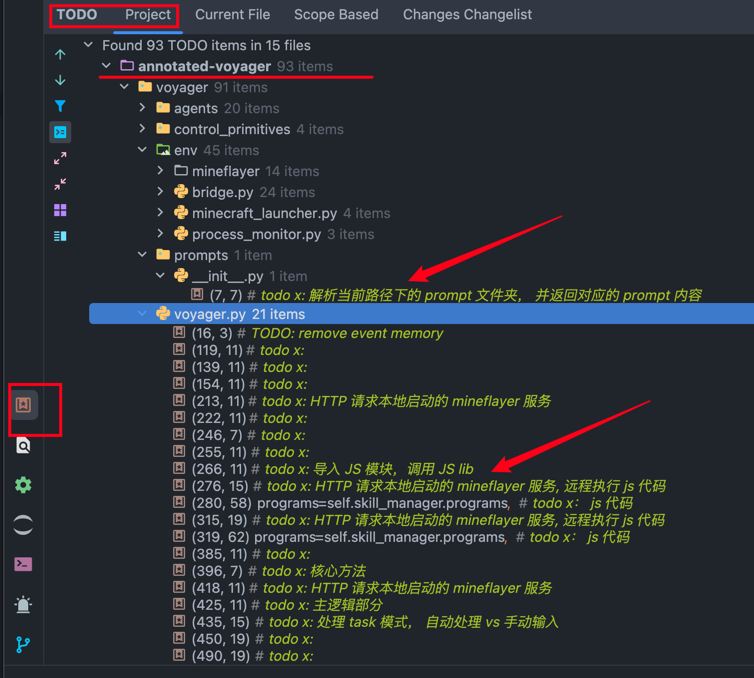 TODO Project Current File Scope Based Changes Changelist
Found 93 TODO items in 15 files
annotated-voyager 93 items
voyager 91 items
agents 20 items
control_primitives 4 items
env 45 items
mineflayer 14 items
bridge.py 24 items
minecraft_launcher.py 4 items
process_monitor.py 3 items
prompts 1 item
__init__.py 1 item
(7, 7) # todo x: 解析当前路径下的 prompt 文件夹， 并返回对应的 prompt 内容
voyager.py 21 items
(16, 3) # TODO: remove event memory
(119, 11) # todo x:
(139, 11) # todo x:
(154, 11) # todo x:
(213, 11) # todo x: HTTP 请求本地启动的 mineflayer 服务
(222, 11) # todo x:
(246, 7) # todo x:
(255, 11) # todo x:
(266, 11) # todo x: 导入 JS 模块，调用 JS lib
(276, 15) # todo x: HTTP 请求本地启动的 mineflayer 服务, 远程执行 js 代码
(280, 58) programs=self.skill_manager.programs, # todo x： js 代码
(315, 19) # todo x: HTTP 请求本地启动的 mineflayer 服务, 远程执行 js 代码
(319, 62) programs=self.skill_manager.programs, # todo x： js 代码
(385, 11) # todo x:
(396, 7) # todo x: 核心方法
(418, 11) # todo x: HTTP 请求本地启动的 mineflayer 服务
(425, 11) # todo x: 主逻辑部分
(435, 15) # todo x: 处理 task 模式， 自动处理 vs 手动输入
(450, 19) # todo x:
(490, 19) # todo x: